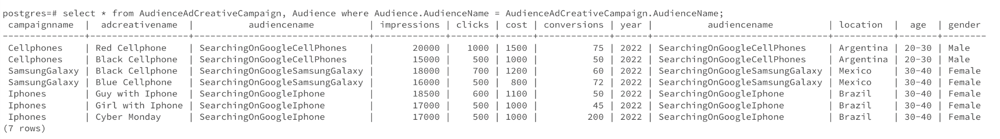 postgres=# select * from AudienceAdCreativeCampaign, Audience where Audience.AudienceName = AudienceAdCreativeCampaign.AudienceName;
 campaignname  |  adcreativename  |          audiencename          | impressions | clicks | cost | conversions | year |          audiencename          | location  |  age  | gender
---------------+------------------+--------------------------------+-------------+--------+------+-------------+------+--------------------------------+-----------+-------+--------
 Cellphones    | Red Cellphone    | SearchingOnGoogleCellPhones    |       20000 |   1000 | 1500 |          75 | 2022 | SearchingOnGoogleCellPhones    | Argentina | 20-30 | Male
 Cellphones    | Black Cellphone  | SearchingOnGoogleCellPhones    |       15000 |    500 | 1000 |          50 | 2022 | SearchingOnGoogleCellPhones    | Argentina | 20-30 | Male
 SamsungGalaxy | Black Cellphone  | SearchingOnGoogleSamsungGalaxy |       18000 |    700 | 1200 |          60 | 2022 | SearchingOnGoogleSamsungGalaxy | Mexico    | 30-40 | Female
 SamsungGalaxy | Blue Cellphone   | SearchingOnGoogleSamsungGalaxy |       16000 |    500 |  800 |          72 | 2022 | SearchingOnGoogleSamsungGalaxy | Mexico    | 30-40 | Female
 Iphones       | Guy with Iphone  | SearchingOnGoogleIphone        |       18500 |    600 | 1100 |          50 | 2022 | SearchingOnGoogleIphone        | Brazil    | 30-40 | Female
 Iphones       | Girl with Iphone | SearchingOnGoogleIphone        |       17000 |    500 | 1000 |          45 | 2022 | SearchingOnGoogleIphone        | Brazil    | 30-40 | Female
 Iphones       | Cyber Monday     | SearchingOnGoogleIphone        |       17000 |    500 | 1000 |         200 | 2022 | SearchingOnGoogleIphone        | Brazil    | 30-40 | Female
(7 rows)